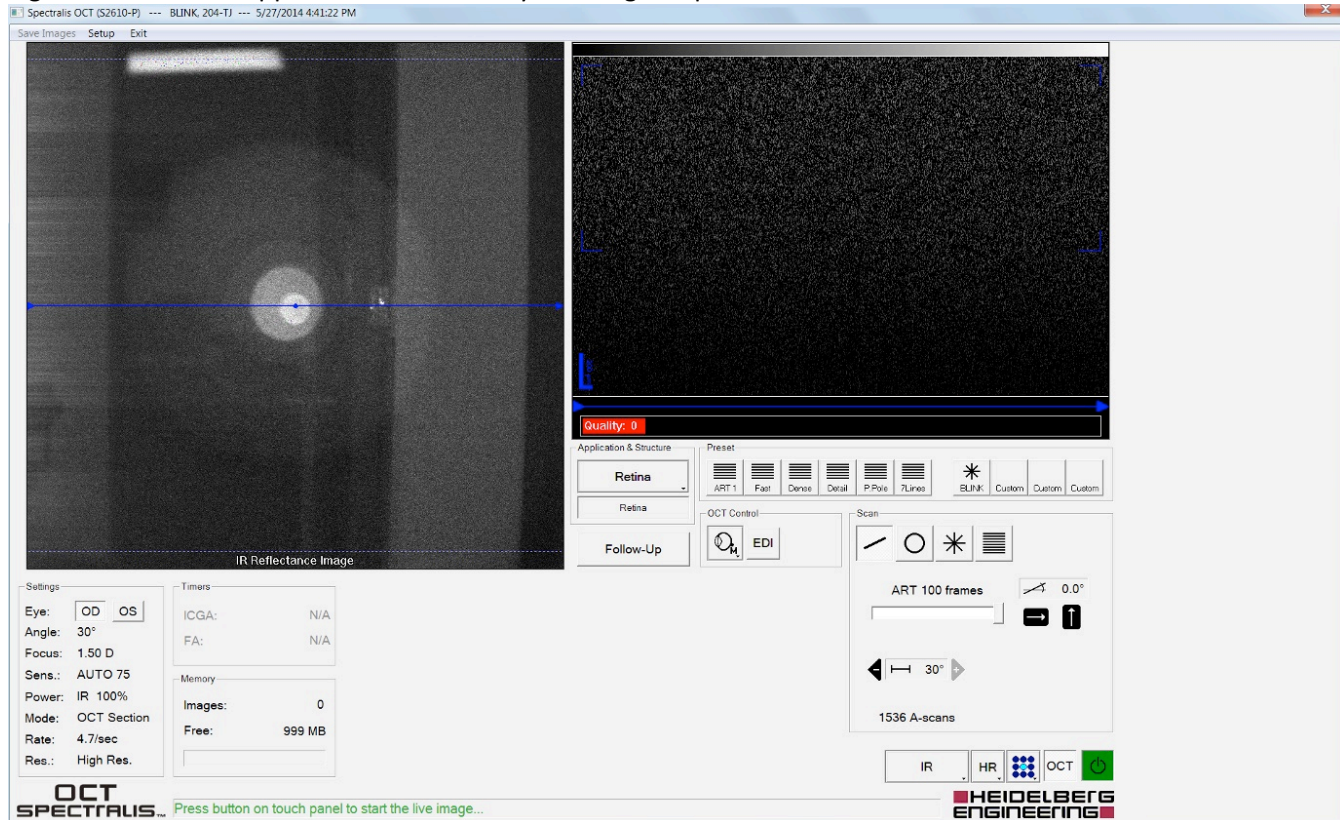 Spectralis OCT (S2610-P) --- BLINK, 204-TJ --- 5/27/2014 4:41:22 PM
Save Images Setup Exit
IR Reflectance Image
Quality: 0
Application & Structure
Retina
Retina
Follow-Up
Preset
ART 1 Fast Dense Detail P.Pole 7Lines BLINK Custom Custom Custom
OCT Control
M
EDI
Scan
ART 100 frames 0.0°
30°
1536 A-scans
Settings
Eye: OD OS
Angle: 30°
Focus: 1.50 D
Sens.: AUTO 75
Power: IR 100%
Mode: OCT Section
Rate: 4.7/sec
Res.: High Res.
Timers
ICGA: N/A
FA: N/A
Memory
Images: 0
Free: 999 MB
IR HR OCT
OCT
SPECTRALIS™
Press button on touch panel to start the live image...
HEIDELBERG
ENGINEERING